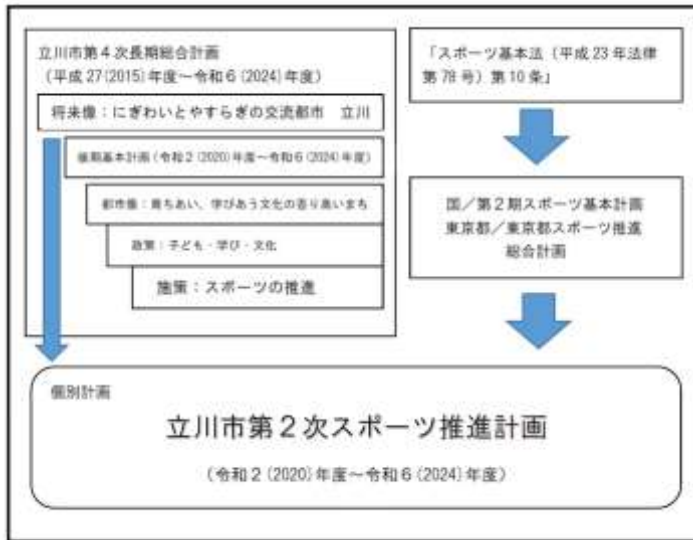 立川市第4次長期総合計画
（平成27(2015)年度～令和6(2024)年度）
将来像：にぎわいとやすらぎの交流都市　立川
後期基本計画（令和2(2020)年度～令和6(2024)年度）
都市像：育ちあい、学びあう文化の香り高いまち
政策：子ども・学び・文化
施策：スポーツの推進
「スポーツ基本法（平成23年法律
第78号）第10条」
国／第2期スポーツ基本計画
東京都／東京都スポーツ推進
総合計画
個別計画
立川市第2次スポーツ推進計画
（令和2(2020)年度～令和6(2024)年度）